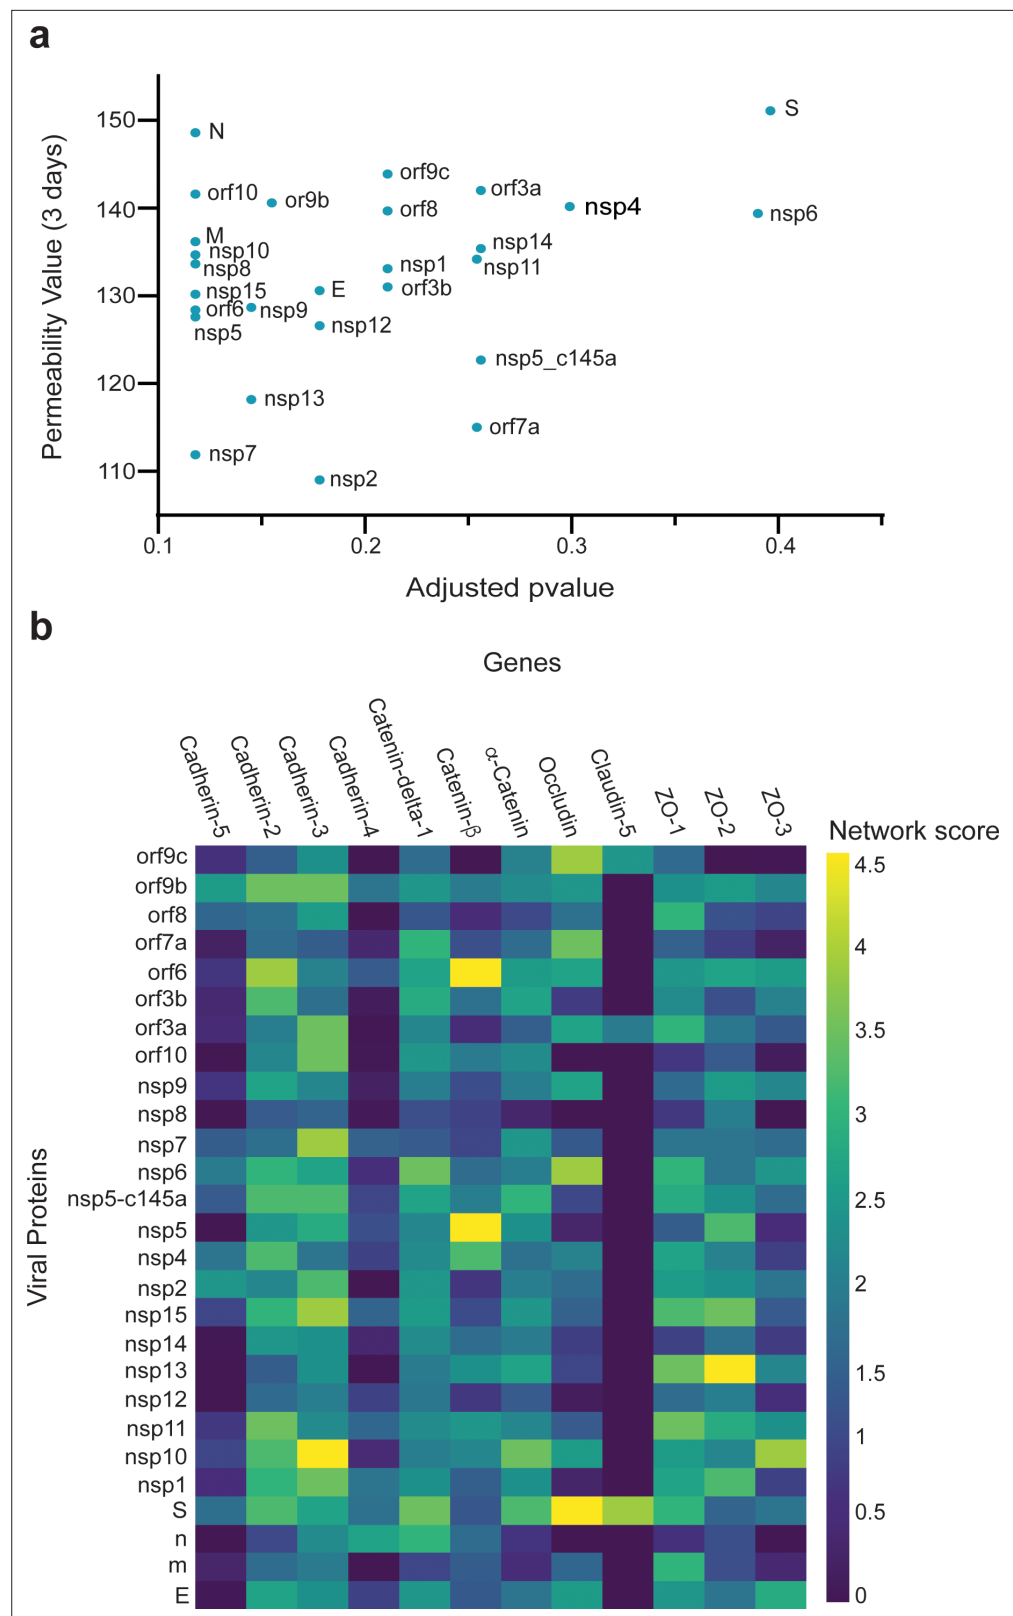 a
150
140
130
120
110
Permeability Value (3 days)
N
S
orf9c
orf10
or9b
orf3a
orf8
nsp4
nsp6
M
nsp10
nsp8
nsp14
nsp1
nsp11
nsp15
E
orf3b
orf6
nsp9
nsp5
nsp12
nsp5_c145a
nsp13
orf7a
nsp7
nsp2
0.1
0.2
0.3
0.4
Adjusted pvalue
b
Genes
Cadherin-5
Cadherin-2
Cadherin-3
Cadherin-4
Catenin-delta-1
Catenin-β
α-Catenin
Occludin
Claudin-5
ZO-1
ZO-2
ZO-3
Viral Proteins
orf9c
orf9b
orf8
orf7a
orf6
orf3b
orf3a
orf10
nsp9
nsp8
nsp7
nsp6
nsp5-c145a
nsp5
nsp4
nsp2
nsp15
nsp14
nsp13
nsp12
nsp11
nsp10
nsp1
S
n
m
E
Network score
4.5
4
3.5
3
2.5
2
1.5
1
0.5
0